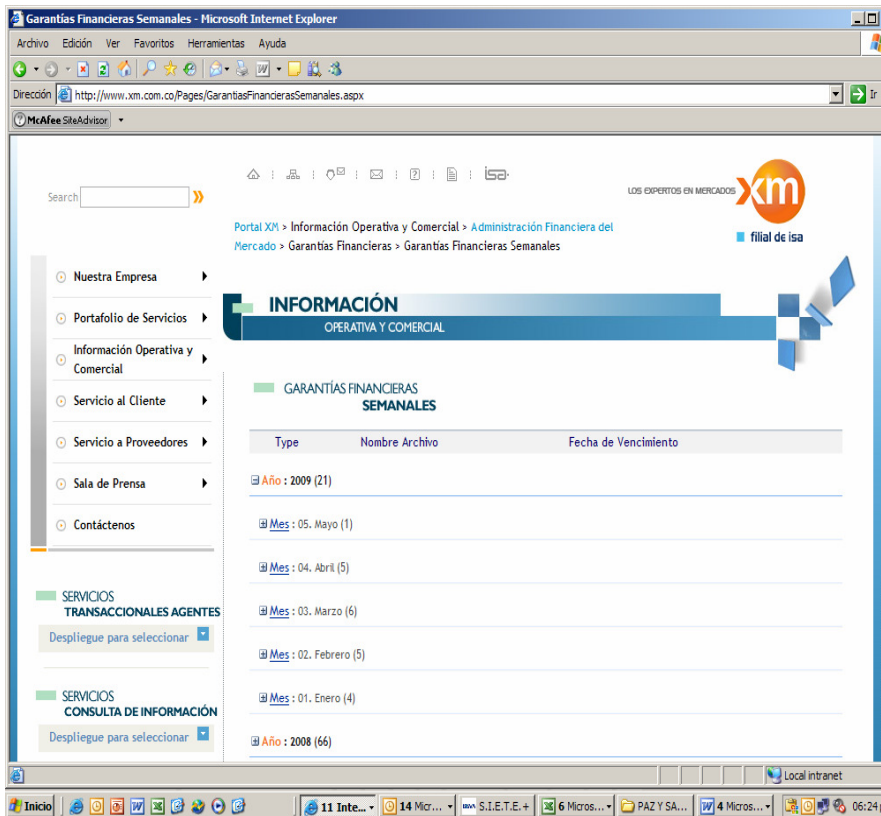 Garantías Financieras Semanales - Microsoft Internet Explorer
Archivo Edición Ver Favoritos Herramientas Ayuda
Dirección http://www.xm.com.co/Pages/GarantiasFinancierasSemanales.aspx Ir
McAfee SiteAdvisor
Search
isa
LOS EXPERTOS EN MERCADOS
xm
filial de isa
Portal XM > Información Operativa y Comercial > Administración Financiera del
Mercado > Garantías Financieras > Garantías Financieras Semanales
Nuestra Empresa
Portafolio de Servicios
Información Operativa y
Comercial
Servicio al Cliente
Servicio a Proveedores
Sala de Prensa
Contáctenos
SERVICIOS
TRANSACCIONALES AGENTES
Despliegue para seleccionar
SERVICIOS
CONSULTA DE INFORMACIÓN
Despliegue para seleccionar
INFORMACIÓN
OPERATIVA Y COMERCIAL
GARANTÍAS FINANCIERAS
SEMANALES
Type Nombre Archivo Fecha de Vencimiento
Año : 2009 (21)
Mes : 05. Mayo (1)
Mes : 04. Abril (5)
Mes : 03. Marzo (6)
Mes : 02. Febrero (5)
Mes : 01. Enero (4)
Año : 2008 (66)
Local intranet
Inicio 11 Inte... 14 Micr... S.I.E.T.E. + 6 Micros... PAZ Y SA... 4 Micros... 06:24